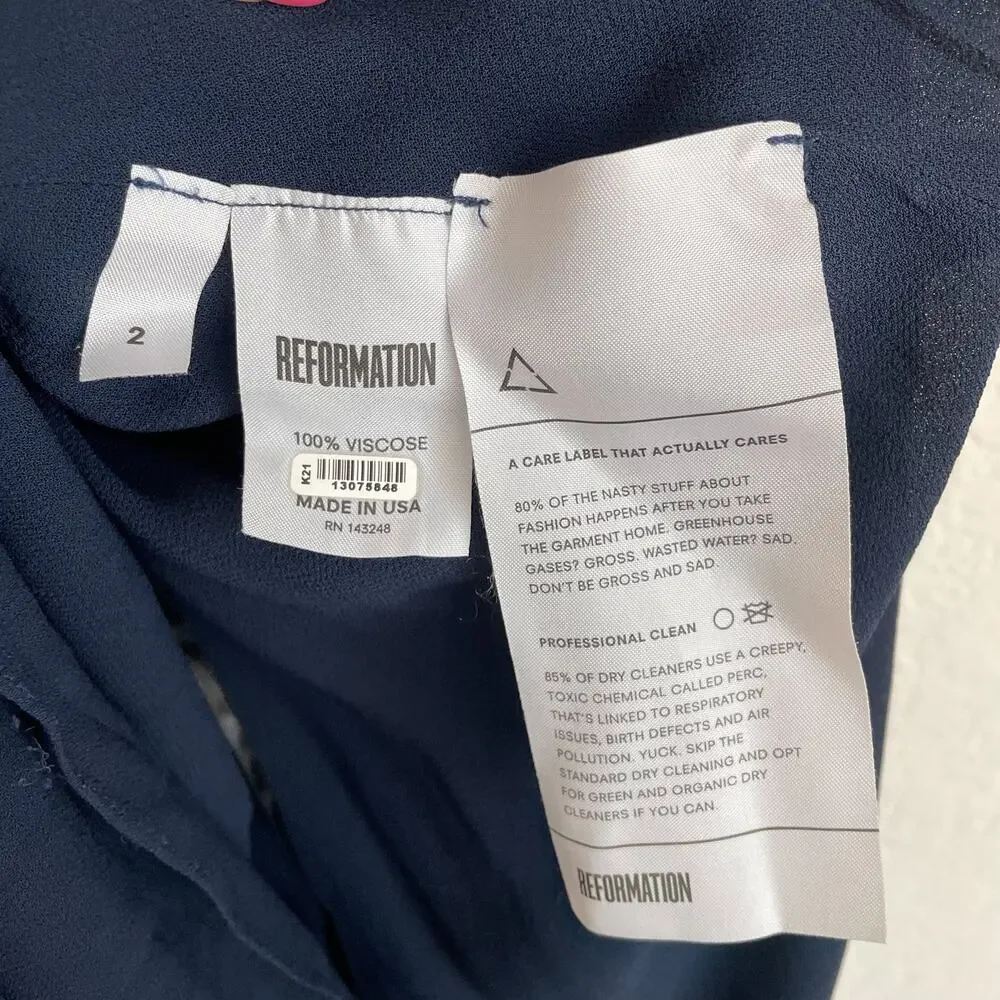 2
REFORMATION
100% VISCOSE
K21
13075848
MADE IN USA
RN 143248
A CARE LABEL THAT ACTUALLY CARES
80% OF THE NASTY STUFF ABOUT
FASHION HAPPENS AFTER YOU TAKE
THE GARMENT HOME. GREENHOUSE
GASES? GROSS. WASTED WATER? SAD.
DON'T BE GROSS AND SAD.
PROFESSIONAL CLEAN
85% OF DRY CLEANERS USE A CREEPY,
TOXIC CHEMICAL CALLED PERC,
THAT'S LINKED TO RESPIRATORY
ISSUES, BIRTH DEFECTS AND AIR
POLLUTION. YUCK. SKIP THE
STANDARD DRY CLEANING AND OPT
FOR GREEN AND ORGANIC DRY
CLEANERS IF YOU CAN.
REFORMATION